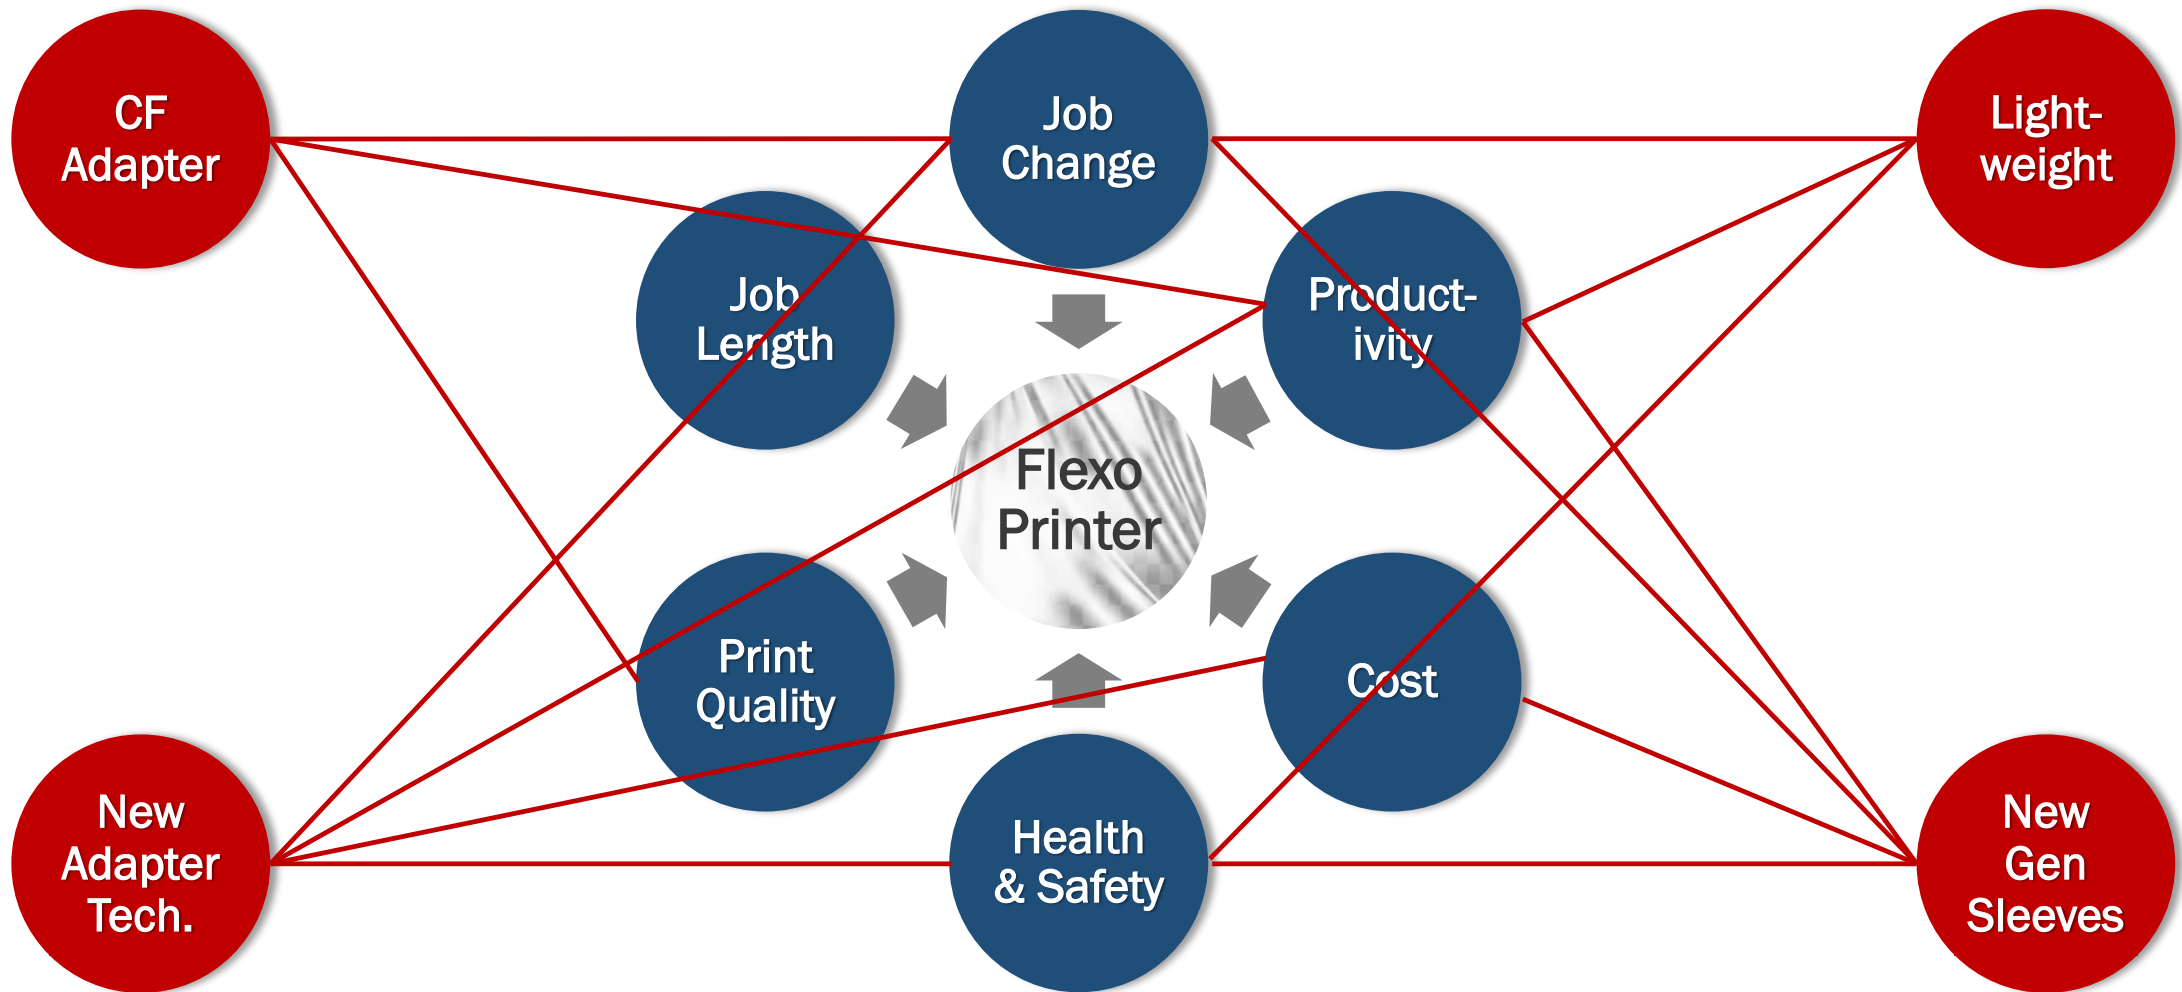 CF
Adapter
Job
Change
Light-
weight
Job
Length
Product-
ivity
Flexo
Printer
Print
Quality
Cost
New
Adapter
Tech.
Health
& Safety
New
Gen
Sleeves